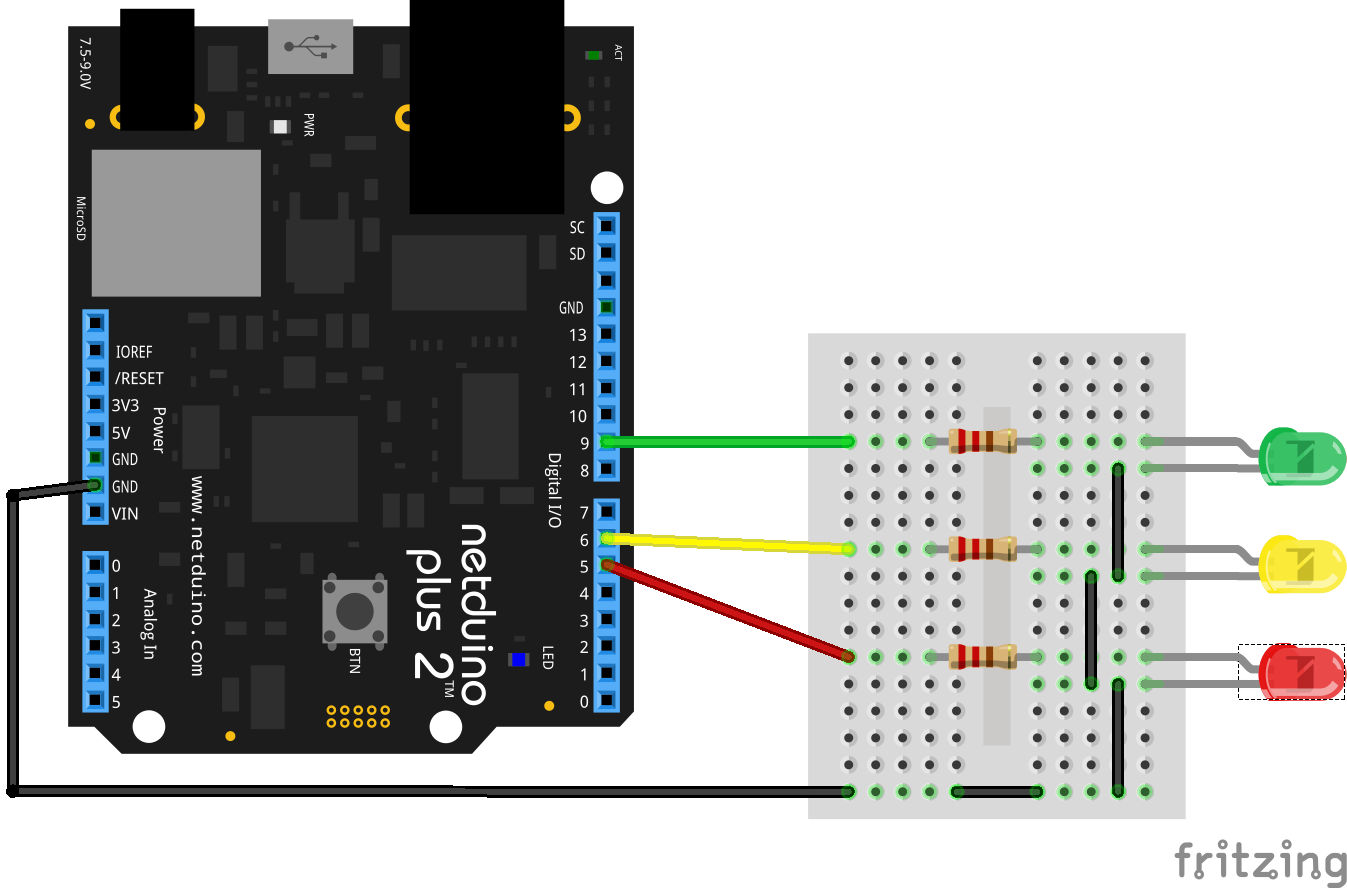 7.5-9.0V
PWR
ACT
MicroSD
SC
SD
GND
13
12
11
10
9
8
Digital I/O
7
6
5
4
3
2
1
0
IOREF
/RESET
3V3
5V
GND
GND
VIN
Power
0
1
2
3
4
5
Analog In
www.netduino.com
BTN
netduino
plus 2™
LED
fritzing